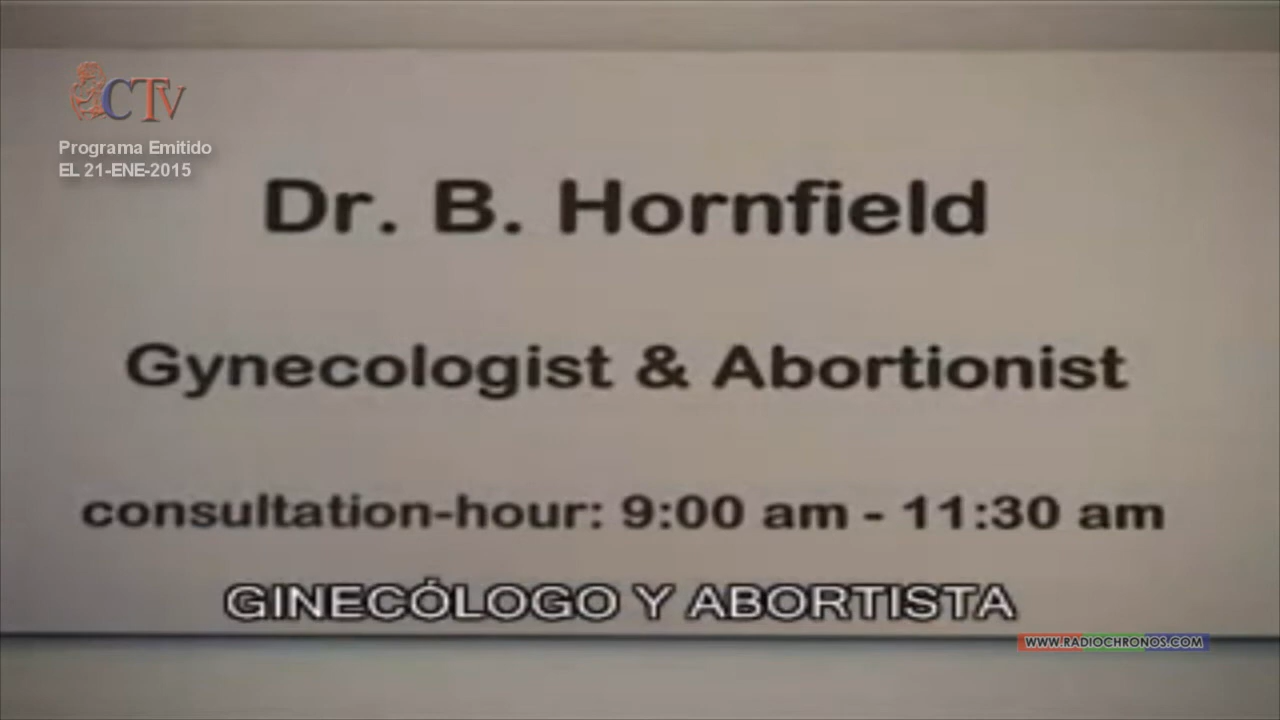 CTv
Programa Emitido
EL 21-ENE-2015
Dr. B. Hornfield
Gynecologist & Abortionist
consultation-hour: 9:00 am - 11:30 am
GINECÓLOGO Y ABORTISTA
WWW.RADIOCHRONOS.COM